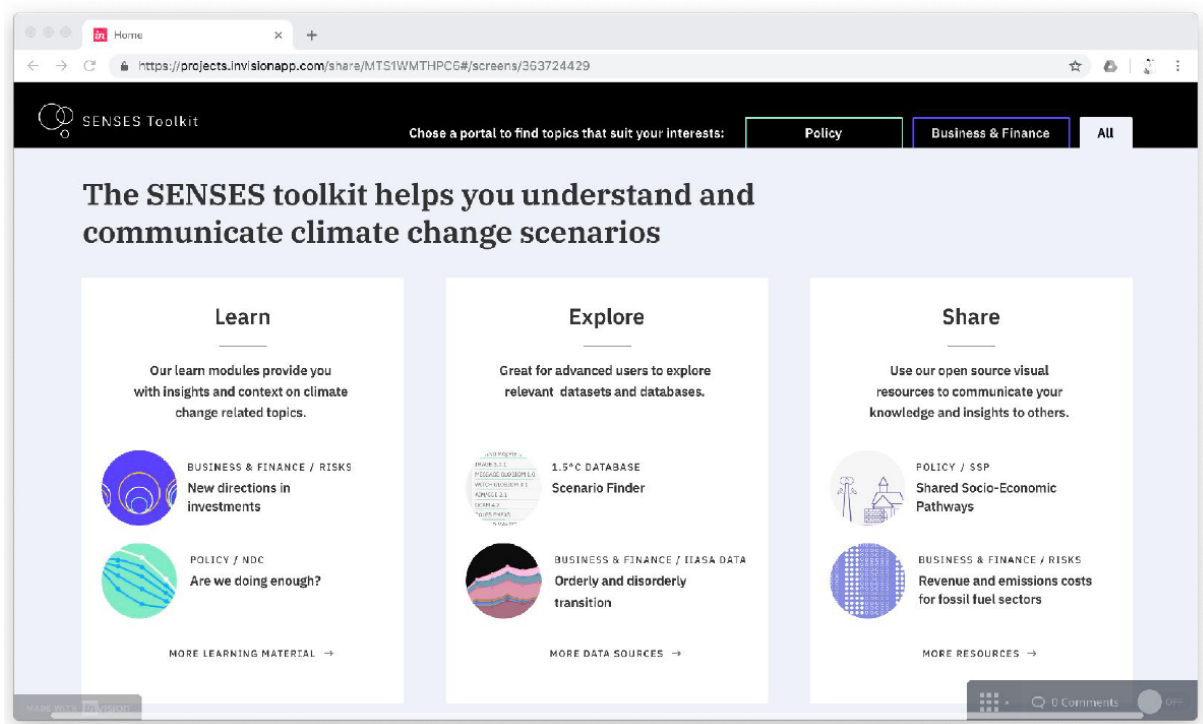 in Home × +
https://projects.invisionapp.com/share/MTS1WMTHPC6#/screens/363724429
SENSES Toolkit
Chose a portal to find topics that suit your interests:
Policy
Business & Finance
All
The SENSES toolkit helps you understand and
communicate climate change scenarios
Learn
Our learn modules provide you
with insights and context on climate
change related topics.
BUSINESS & FINANCE / RISKS
New directions in
investments
POLICY / NDC
Are we doing enough?
MORE LEARNING MATERIAL →
Explore
Great for advanced users to explore
relevant datasets and databases.
1.5°C DATABASE
Scenario Finder
BUSINESS & FINANCE / IIASA DATA
Orderly and disorderly
transition
MORE DATA SOURCES →
Share
Use our open source visual
resources to communicate your
knowledge and insights to others.
POLICY / SSP
Shared Socio-Economic
Pathways
BUSINESS & FINANCE / RISKS
Revenue and emissions costs
for fossil fuel sectors
MORE RESOURCES →
MADE WITH invision
0 Comments
OFF